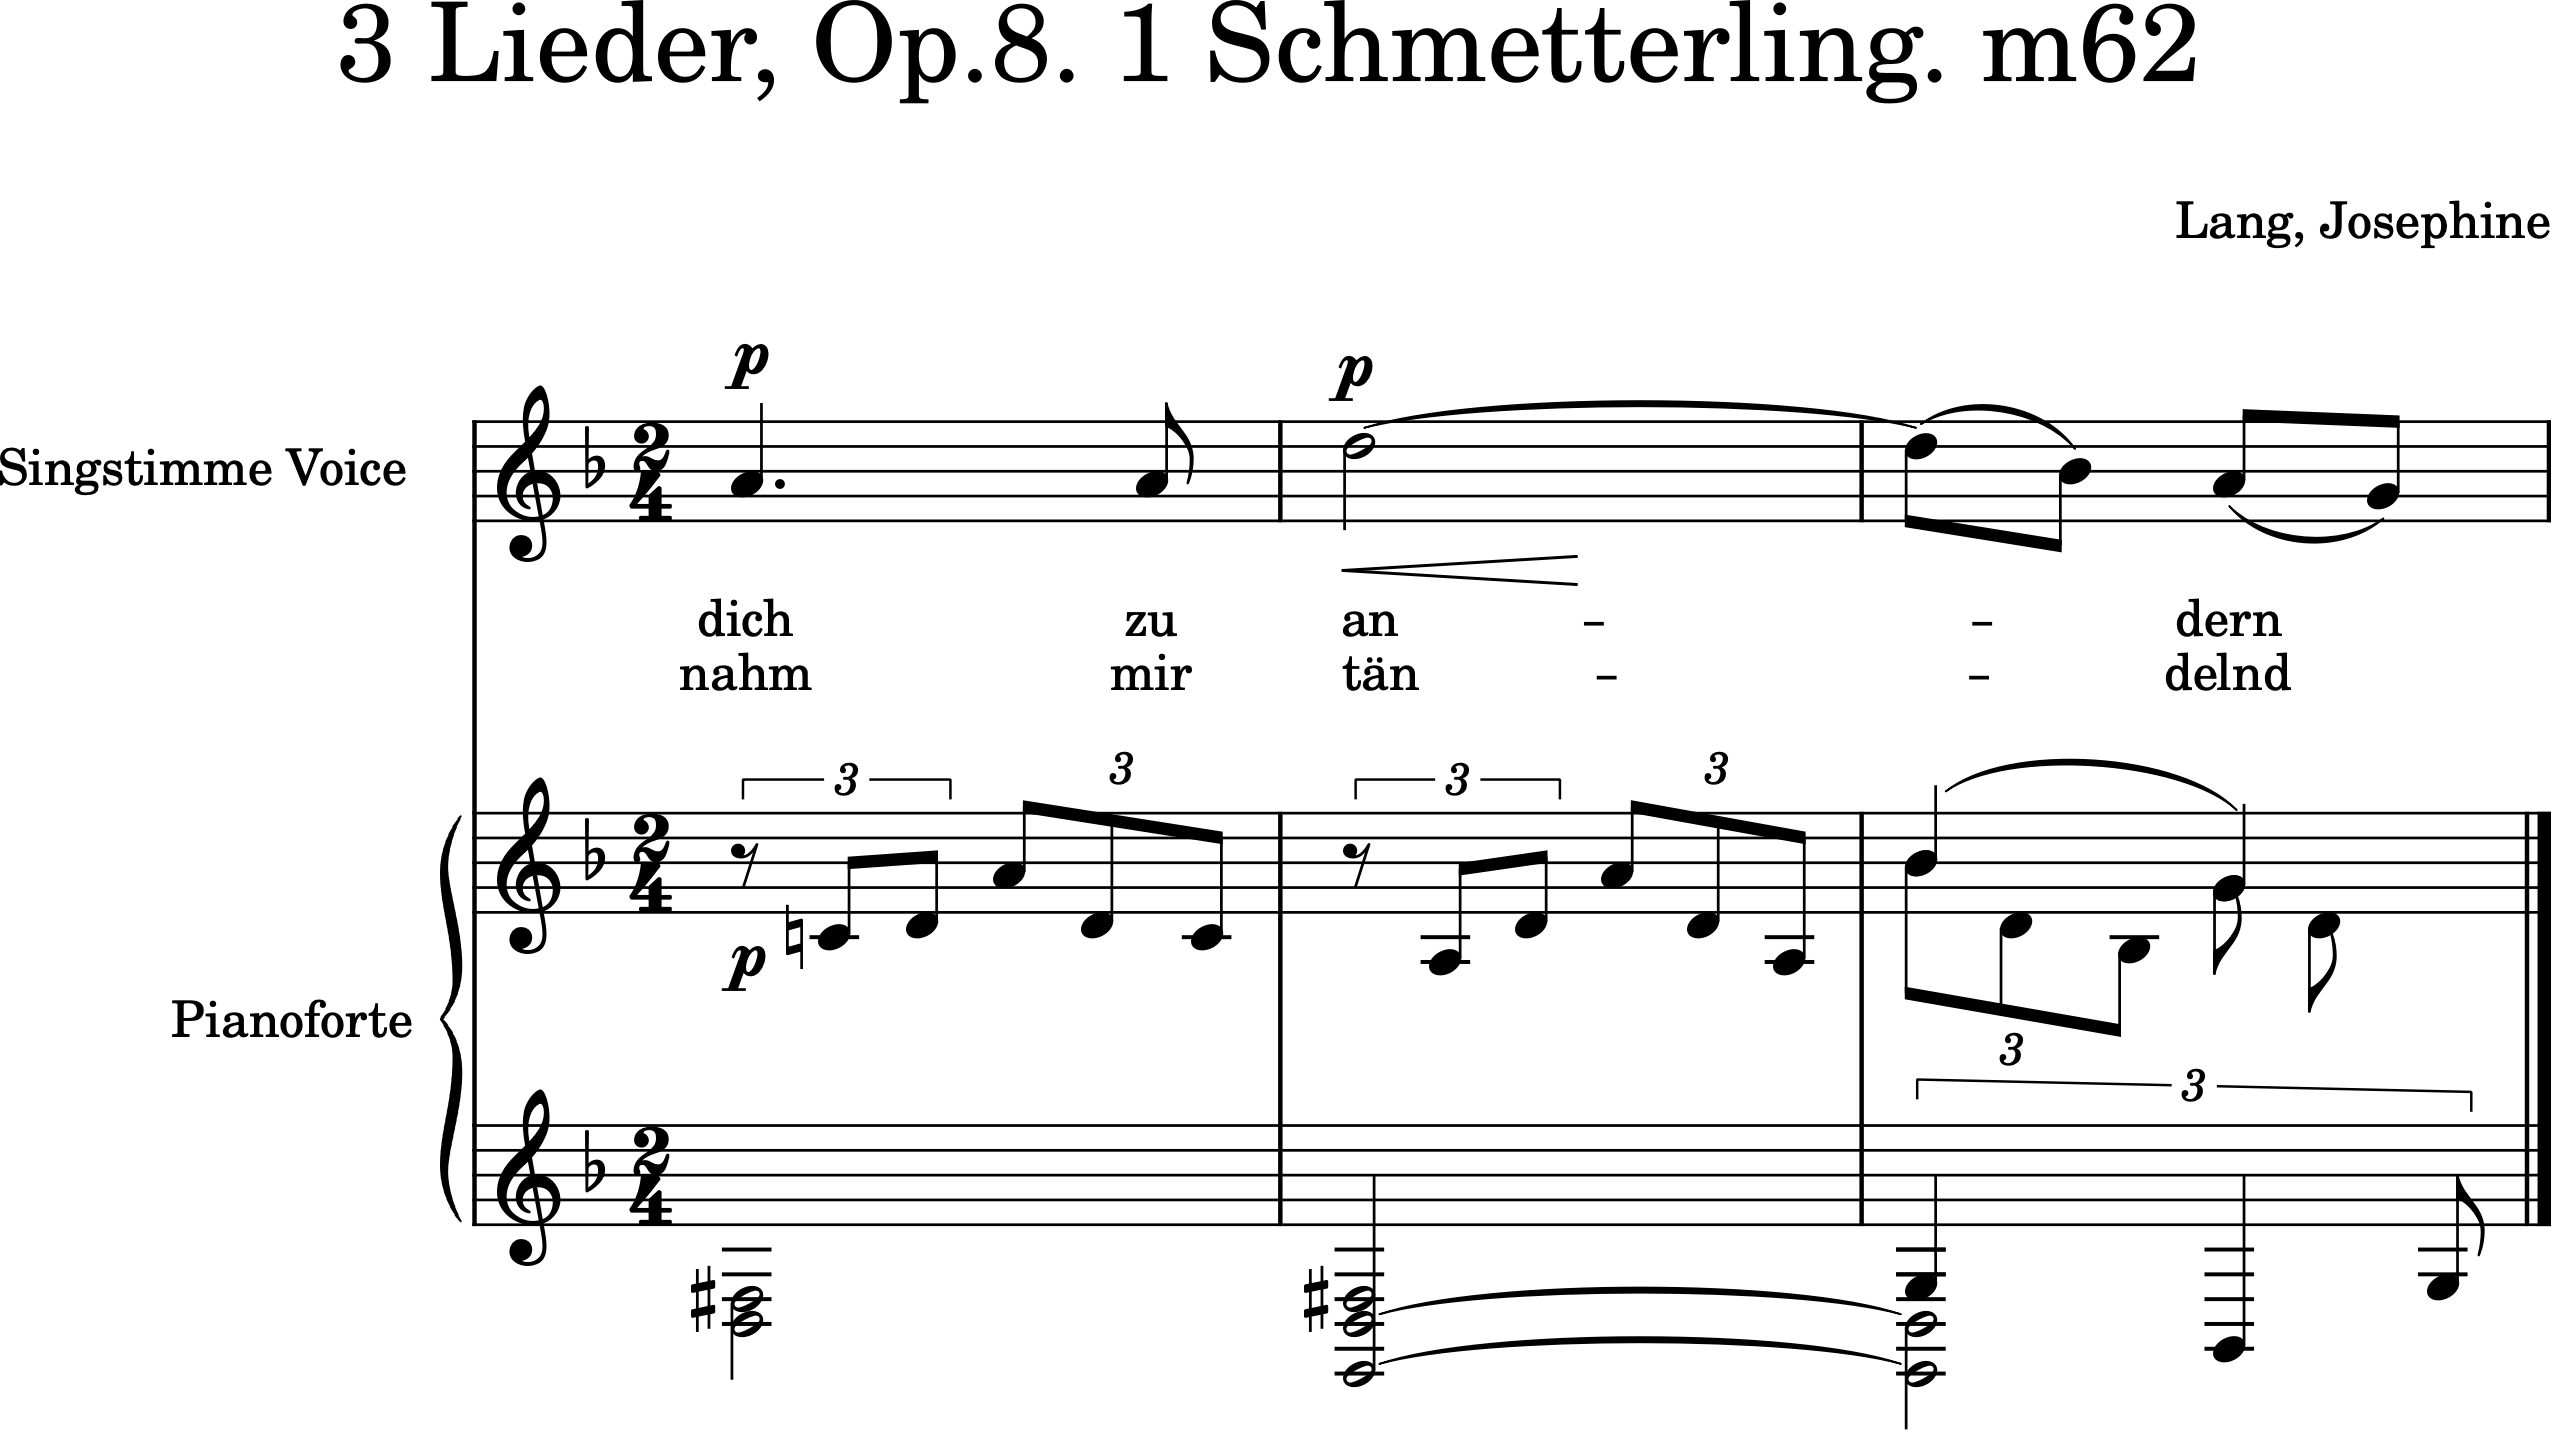 3 Lieder, Op.8. 1 Schmetterling. m62
Lang, Josephine
p p
Singstimme Voice
dich zu an - - dern
nahm mir tän - - delnd
3 3 3 3
p
Pianoforte
3
3